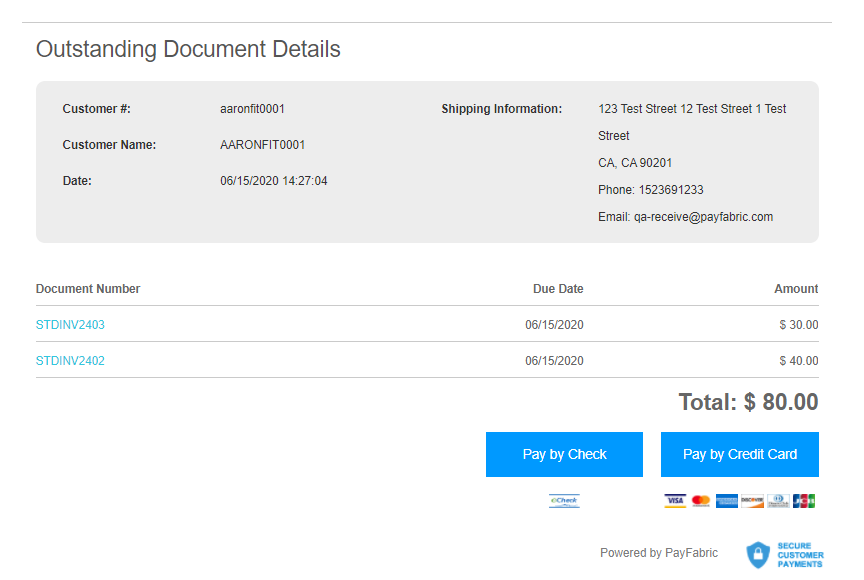 Outstanding Document Details
Customer #: aaronfit0001 Shipping Information: 123 Test Street 12 Test Street 1 Test
Street
Customer Name: AARONFIT0001
CA, CA 90201
Date: 06/15/2020 14:27:04
Phone: 1523691233
Email: qa-receive@payfabric.com
Document Number Due Date Amount
STDINV2403 06/15/2020 $ 30.00
STDINV2402 06/15/2020 $ 40.00
Total: $ 80.00
Pay by Check Pay by Credit Card
eCheck VISA DISCOVER JCB
Powered by PayFabric
SECURE
CUSTOMER
PAYMENTS